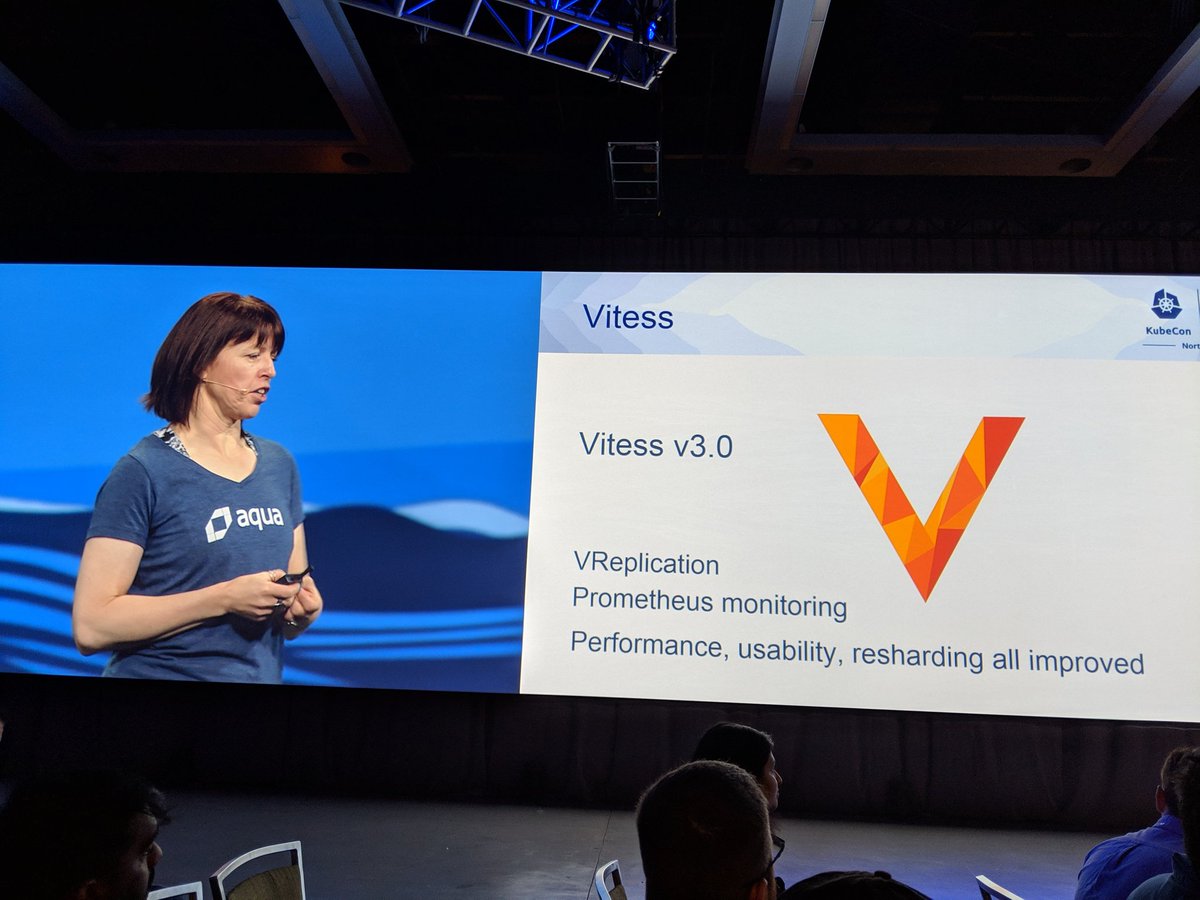 aqua
Vitess
KubeCon
Vitess v3.0
VReplication
Prometheus monitoring
Performance, usability, resharding all improved